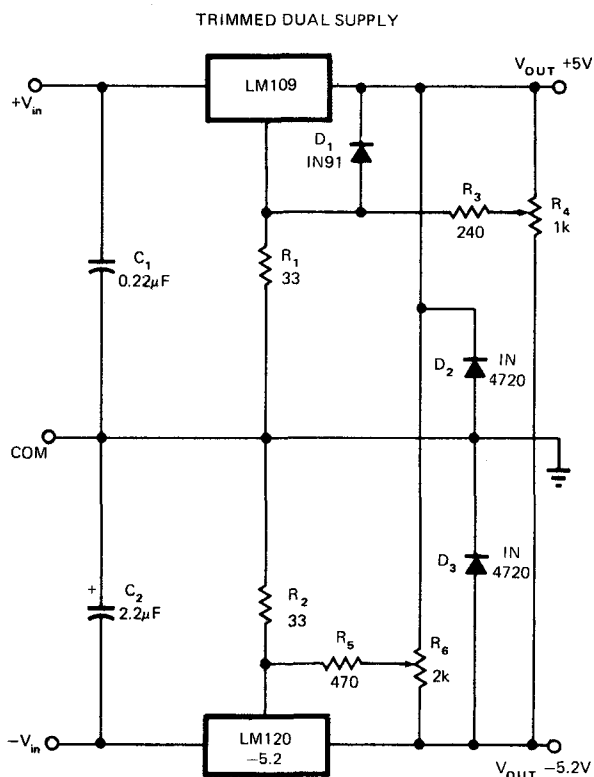 TRIMMED DUAL SUPPLY
LM109
V_OUT +5V
+V_in
D_1
IN91
R_3
240
R_4
1k
C_1
0.22μF
R_1
33
D_2
IN
4720
COM
C_2
+
2.2μF
R_2
33
D_3
IN
4720
R_5
470
R_6
2k
−V_in
LM120
−5.2
V_OUT −5.2V